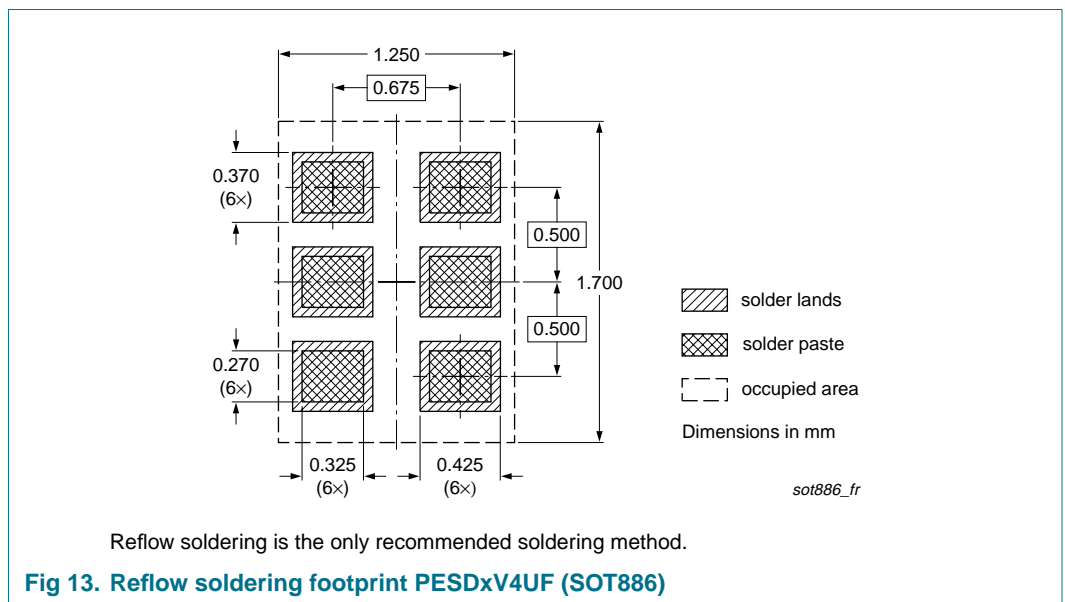 1.250
0.675
0.370
(6×)
0.500
1.700
solder lands
0.500
solder paste
0.270
(6×)
occupied area
Dimensions in mm
0.325
(6×)
0.425
(6×)
sot886_fr
Reflow soldering is the only recommended soldering method.
Fig 13. Reflow soldering footprint PESDxV4UF (SOT886)